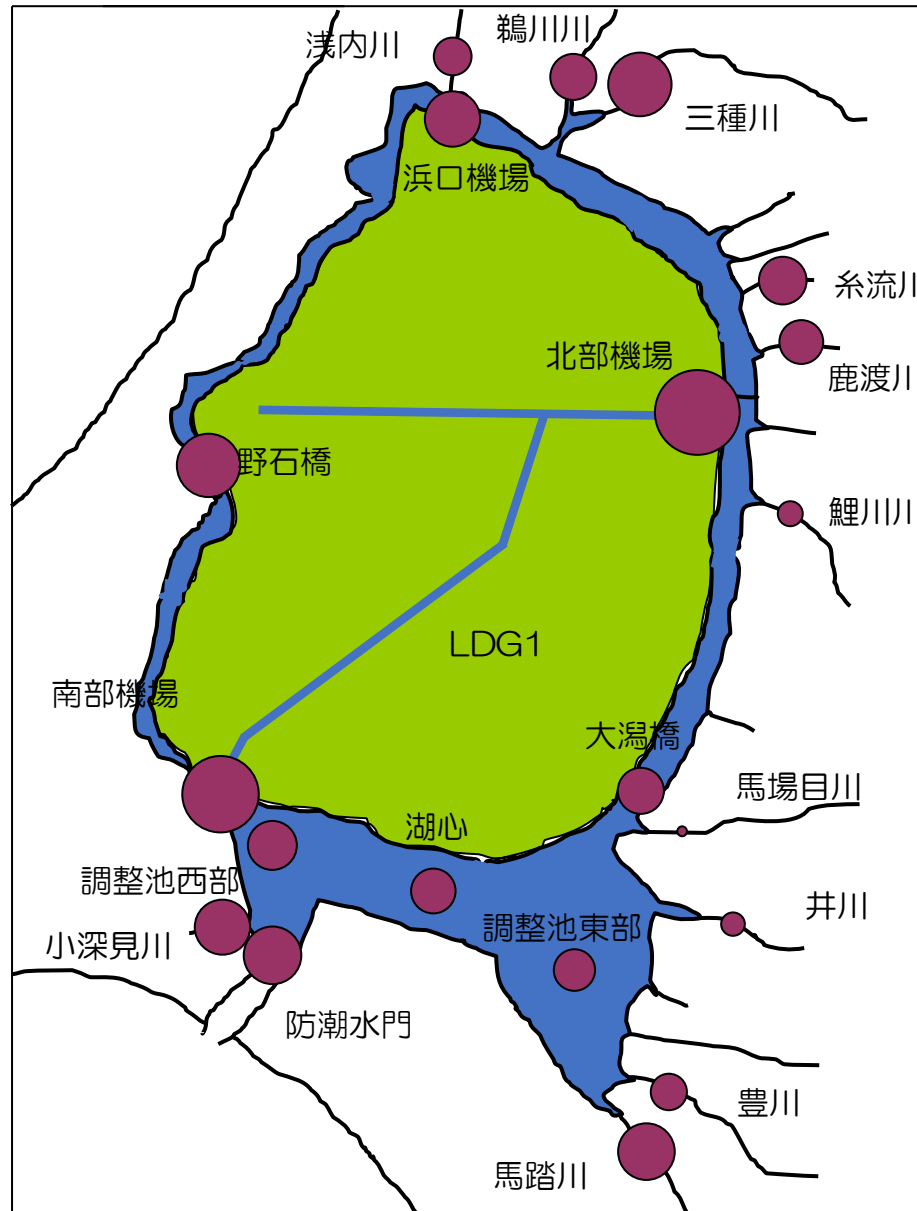 鵜川川
浅内川
三種川
浜口機場
糸流川
北部機場
鹿渡川
野石橋
鯉川川
LDG1
南部機場
大潟橋
馬場目川
湖心
調整池西部
井川
調整池東部
小深見川
防潮水門
豊川
馬踏川